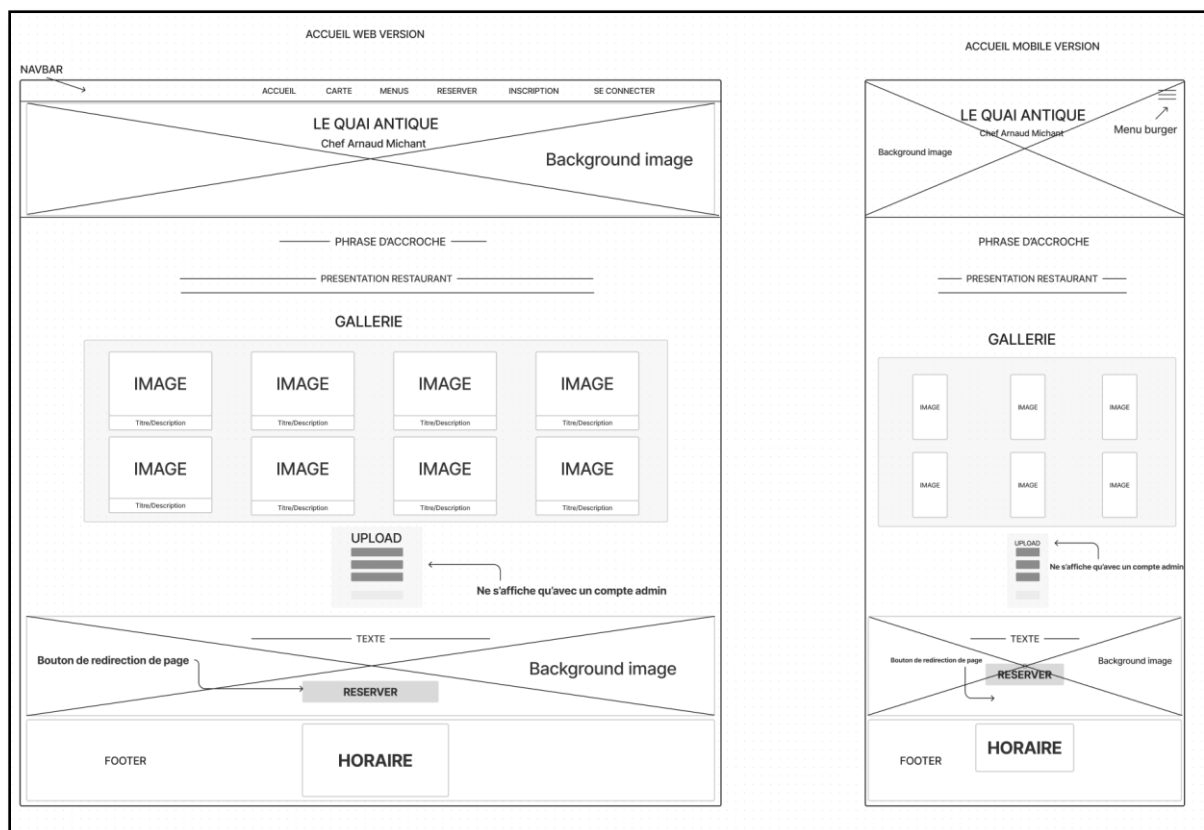 ACCUEIL WEB VERSION
NAVBAR
ACCUEIL CARTE MENUS RESERVER INSCRIPTION SE CONNECTER
LE QUAI ANTIQUE
Chef Arnaud Michant
Background image
PHRASE D'ACCROCHE
PRESENTATION RESTAURANT
GALLERIE
IMAGE IMAGE IMAGE IMAGE
Titre/Description Titre/Description Titre/Description Titre/Description
IMAGE IMAGE IMAGE IMAGE
Titre/Description Titre/Description Titre/Description Titre/Description
UPLOAD
Ne s'affiche qu'avec un compte admin
TEXTE
Bouton de redirection de page
Background image
RESERVER
FOOTER
HORAIRE
ACCUEIL MOBILE VERSION
LE QUAI ANTIQUE
Chef Arnaud Michant
Menu burger
Background image
PHRASE D'ACCROCHE
PRESENTATION RESTAURANT
GALLERIE
IMAGE IMAGE IMAGE
IMAGE IMAGE IMAGE
UPLOAD
Ne s'affiche qu'avec un compte admin
TEXTE
Bouton de redirection de page
Background image
RESERVER
FOOTER
HORAIRE